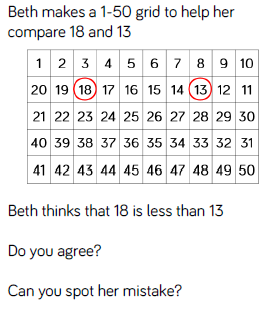 Beth makes a 1-50 grid to help her
compare 18 and 13
1 2 3 4 5 6 7 8 9 10
20 19 18 17 16 15 14 13 12 11
21 22 23 24 25 26 27 28 29 30
40 39 38 37 36 35 34 33 32 31
41 42 43 44 45 46 47 48 49 50
Beth thinks that 18 is less than 13
Do you agree?
Can you spot her mistake?